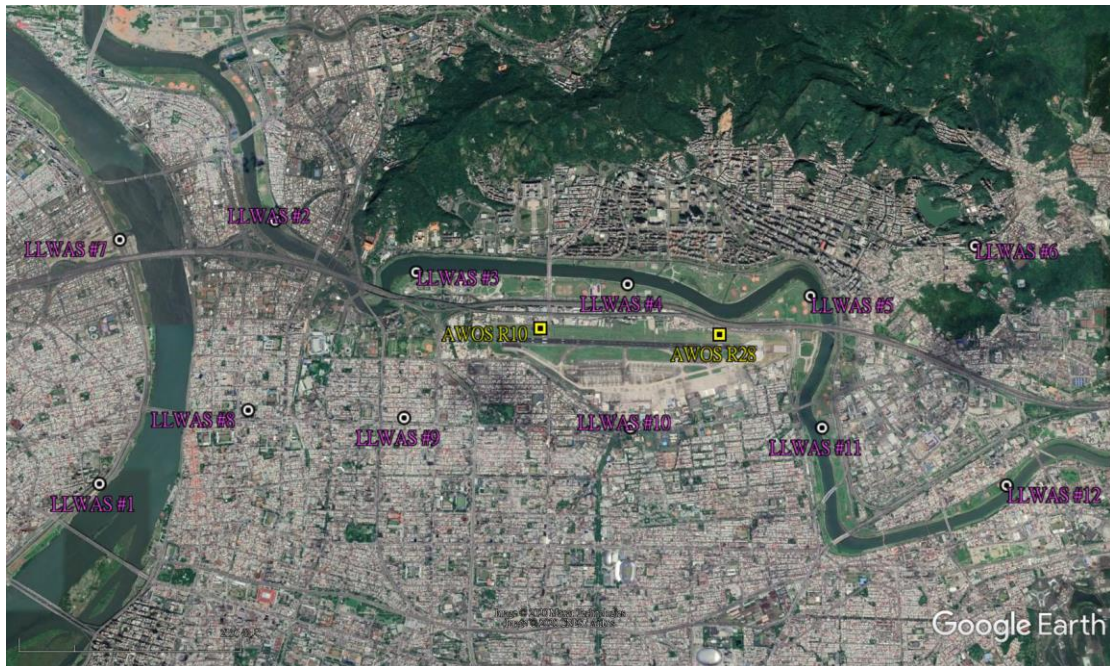 LLWAS #2
LLWAS #7
LLWAS #6
LLWAS #3
LLWAS #4
LLWAS #5
AWOS R10
AWOS R28
LLWAS #8
LLWAS #9
LLWAS #10
LLWAS #11
LLWAS #1
LLWAS #12
Google Earth